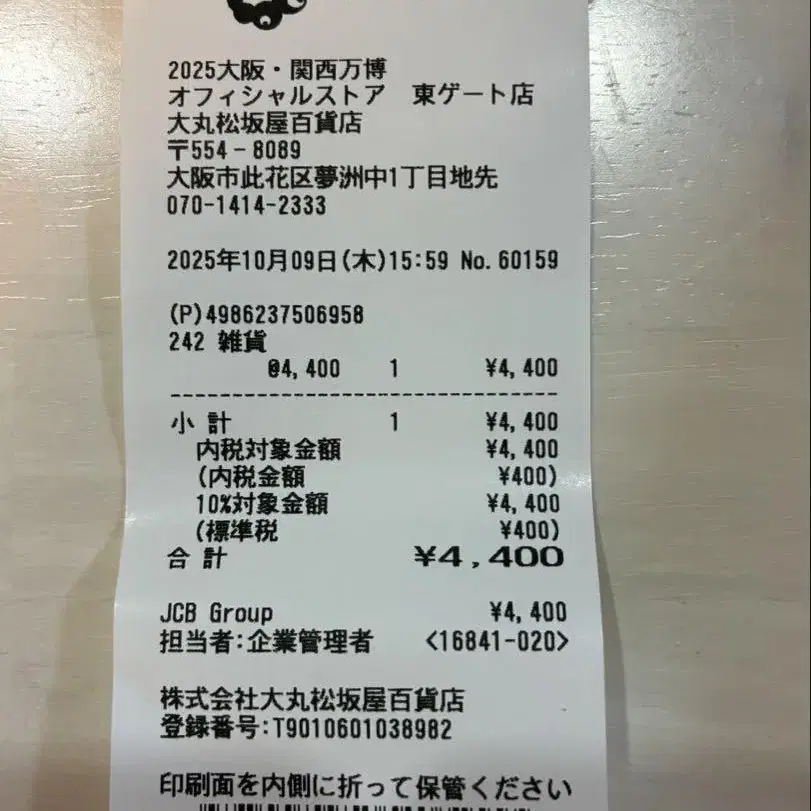 2025大阪・関西万博
オフィシャルストア 東ゲート店
大丸松坂屋百貨店
〒554-8089
大阪市此花区夢洲中1丁目地先
070-1414-2333
2025年10月09日(木)15:59 No.60159
(P)4986237506958
242 雑貨
@4,400 1 ¥4,400
小計 1 ¥4,400
内税対象金額 ¥4,400
(内税金額 ¥400)
10%対象金額 ¥4,400
(標準税 ¥400)
合計 ¥4,400
JCB Group ¥4,400
担当者:企業管理者 <16841-020>
株式会社大丸松坂屋百貨店
登録番号:T9010601038982
印刷面を内側に折って保管ください